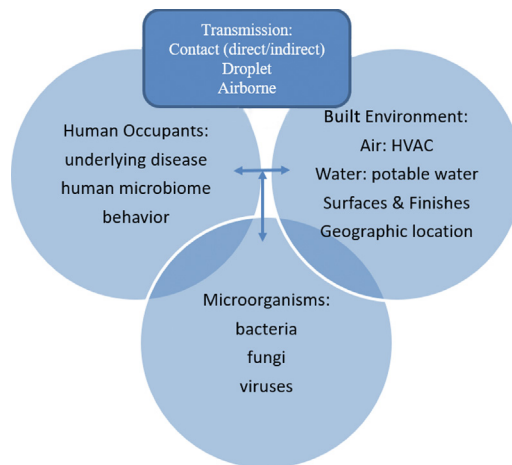 Transmission:
Contact (direct/indirect)
Droplet
Airborne
Human Occupants:
underlying disease
human microbiome
behavior
Built Environment:
Air: HVAC
Water: potable water
Surfaces & Finishes
Geographic location
Microorganisms:
bacteria
fungi
viruses